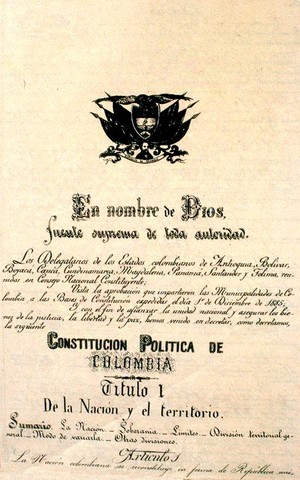 En nombre de Dios,
fuente suprema de toda autoridad.
Los Delegatarios de los Estados colombianos de Antioquia, Bolívar,
Boyacá, Cauca, Cundinamarca, Magdalena, Panamá, Santander y Tolima, reu-
nidos en Consejo Nacional Constituyente;
Vista la aprobación que impartieron las Municipalidades de Co-
lombia a las Bases de Constitución expedidas el día 1º de Diciembre de 1885;
Y con el fin de afianzar la unidad nacional y asegurar los bie-
nes de la justicia, la libertad y la paz, hemos venido en decretar, como decretamos,
la siguiente
CONSTITUCION POLITICA DE
COLOMBIA
Título I
De la Nación y el territorio.
Sumario. La Nación - Soberanía - Límites - División territorial ge-
neral - Modo de variarla - Otras divisiones.
Artículo 1
La Nación colombiana se reconstituye en forma de República uni-